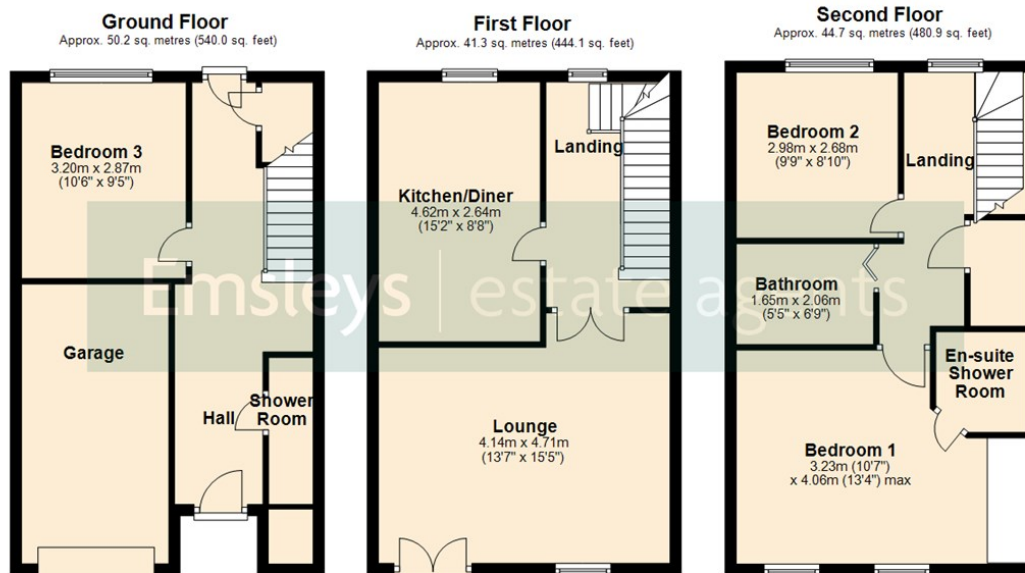 Ground Floor
Approx. 50.2 sq. metres (540.0 sq. feet)
Bedroom 3
3.20m x 2.87m
(10'6" x 9'5")
Garage
Hall
Shower
Room
First Floor
Approx. 41.3 sq. metres (444.1 sq. feet)
Landing
Kitchen/Diner
4.62m x 2.64m
(15'2" x 8'8")
Lounge
4.14m x 4.71m
(13'7" x 15'5")
Second Floor
Approx. 44.7 sq. metres (480.9 sq. feet)
Bedroom 2
2.98m x 2.68m
(9'9" x 8'10")
Landing
Bathroom
1.65m x 2.06m
(5'5" x 6'9")
En-suite
Shower
Room
Bedroom 1
3.23m (10'7")
x 4.06m (13'4") max
Emsleys | estate agents